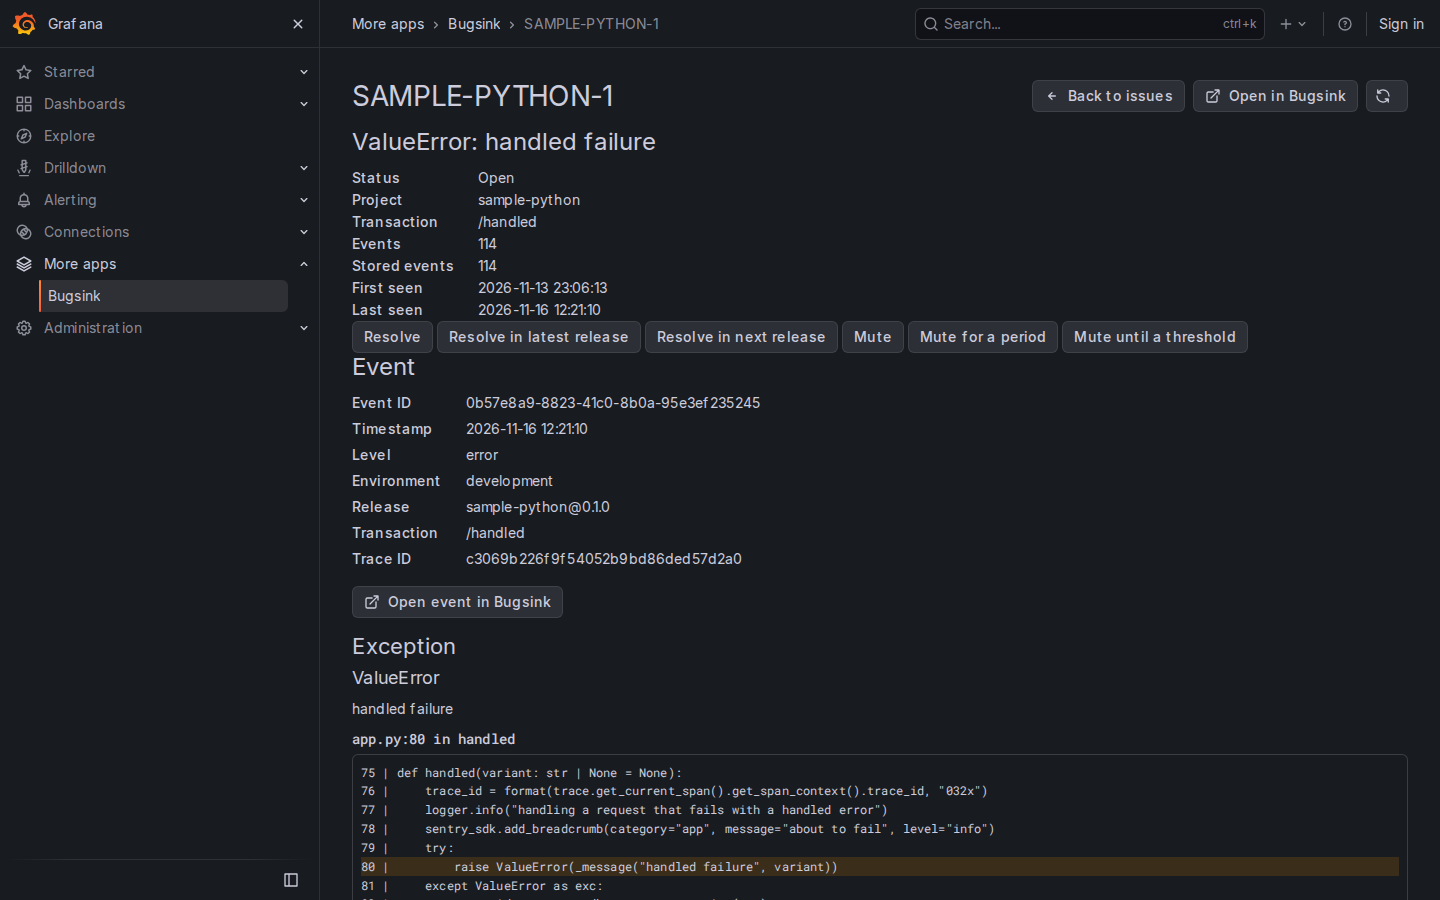 Grafana
More apps › Bugsink › SAMPLE-PYTHON-1
Search...
ctrl+k
Sign in
Starred
Dashboards
Explore
Drilldown
Alerting
Connections
More apps
Bugsink
Administration
SAMPLE-PYTHON-1
Back to issues
Open in Bugsink
ValueError: handled failure
Status Open
Project sample-python
Transaction /handled
Events 114
Stored events 114
First seen 2026-11-13 23:06:13
Last seen 2026-11-16 12:21:10
Resolve Resolve in latest release Resolve in next release Mute Mute for a period Mute until a threshold
Event
Event ID 0b57e8a9-8823-41c0-8b0a-95e3ef235245
Timestamp 2026-11-16 12:21:10
Level error
Environment development
Release sample-python@0.1.0
Transaction /handled
Trace ID c3069b226f9f54052b9bd86ded57d2a0
Open event in Bugsink
Exception
ValueError
handled failure
app.py:80 in handled
75 | def handled(variant: str | None = None):
76 |     trace_id = format(trace.get_current_span().get_span_context().trace_id, "032x")
77 |     logger.info("handling a request that fails with a handled error")
78 |     sentry_sdk.add_breadcrumb(category="app", message="about to fail", level="info")
79 |     try:
80 |         raise ValueError(_message("handled failure", variant))
81 |     except ValueError as exc: